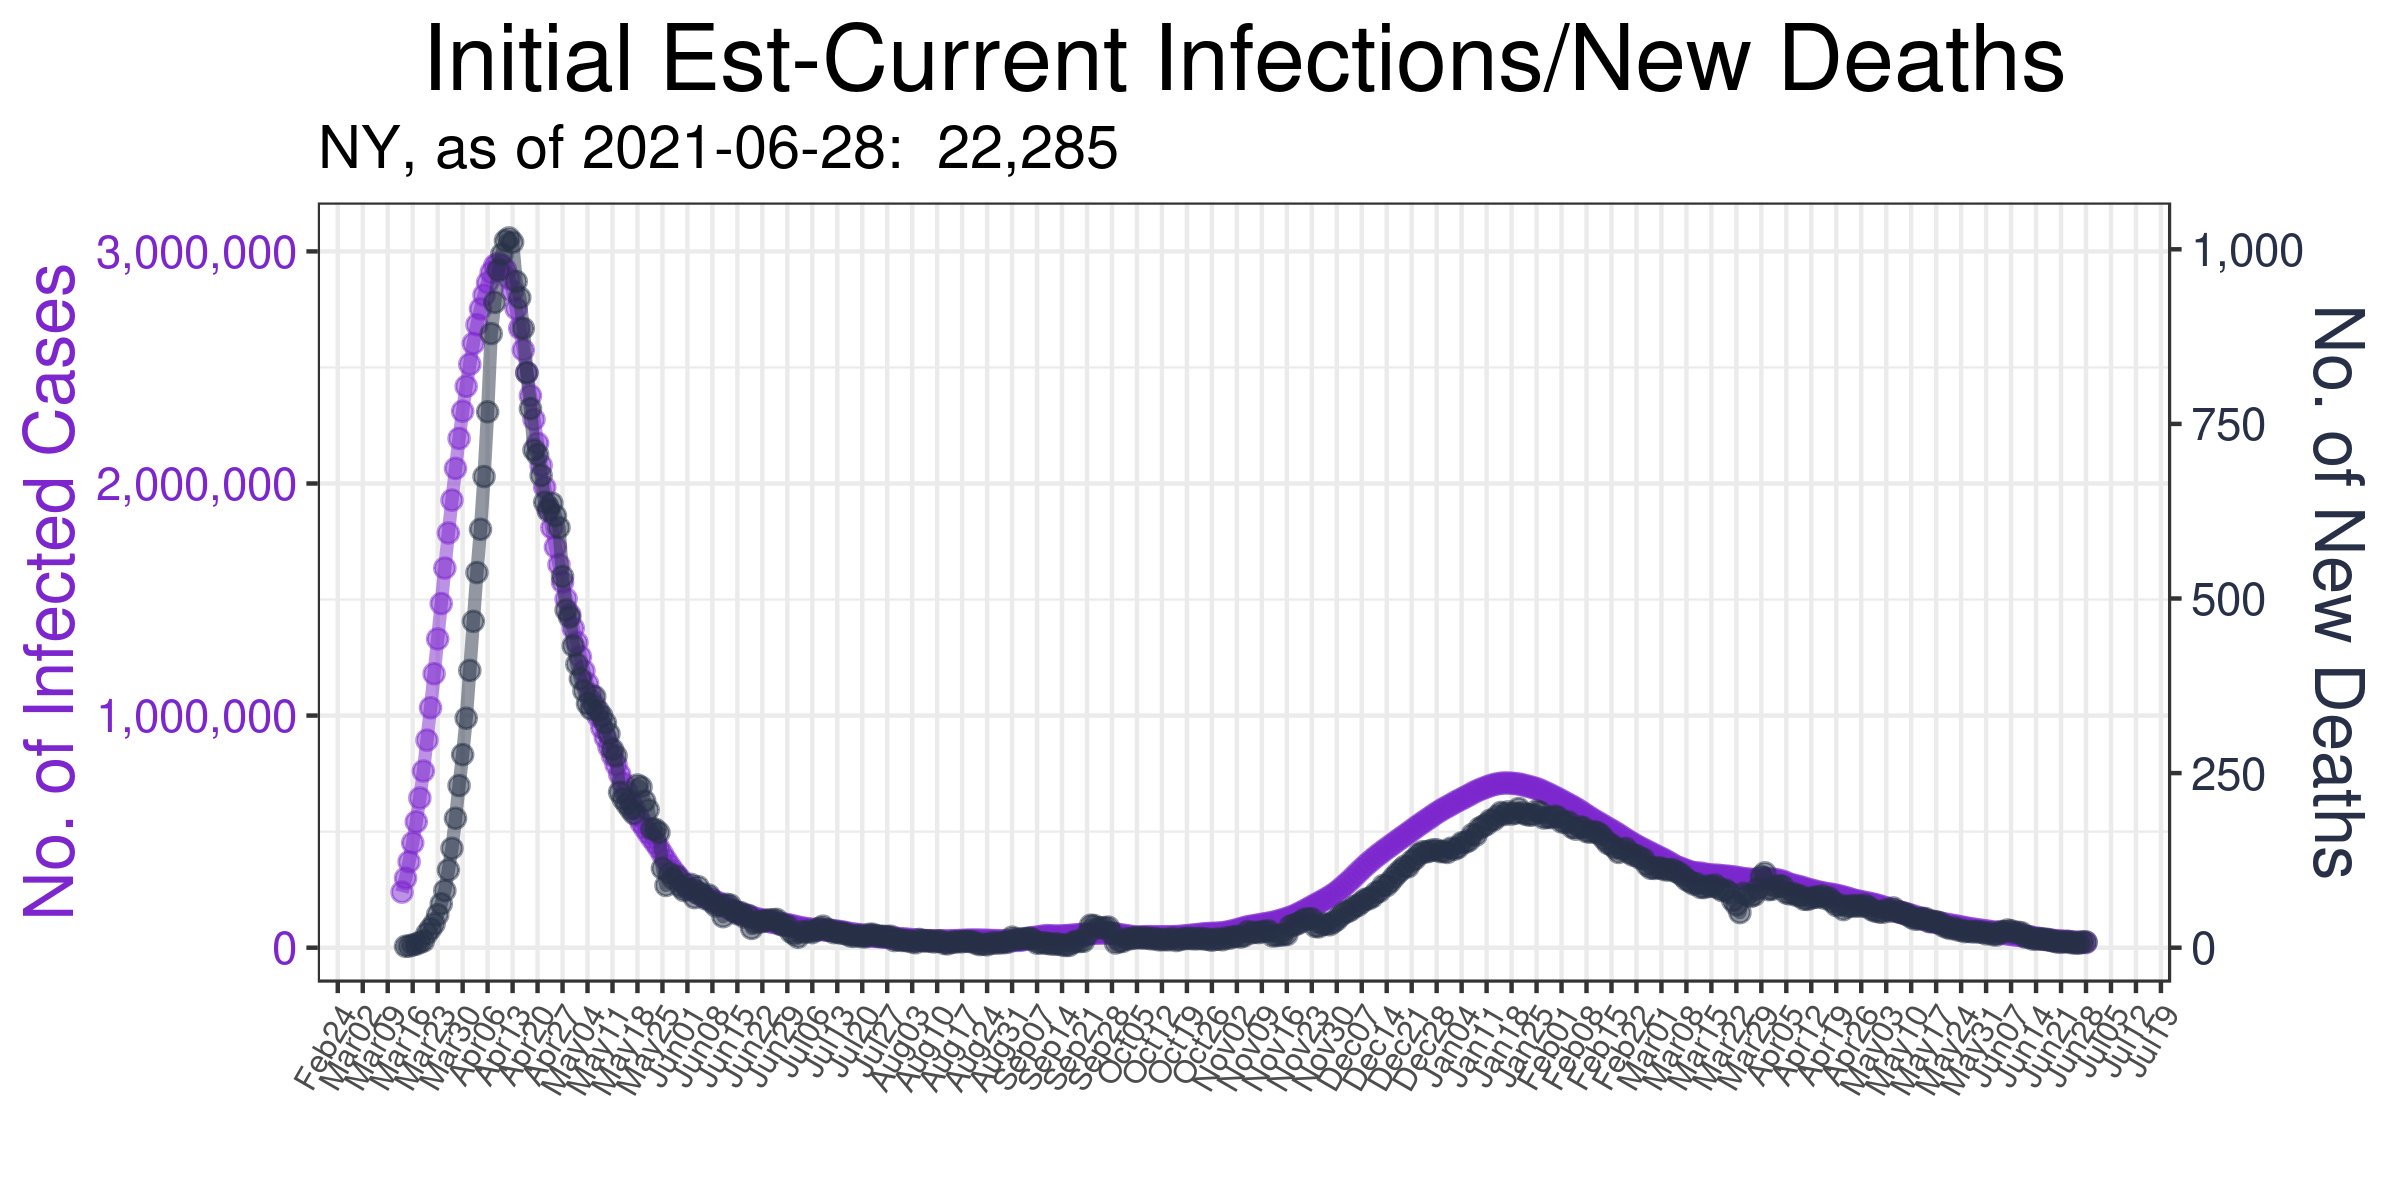 Initial Est-Current Infections/New Deaths
NY, as of 2021-06-28:  22,285
No. of Infected Cases
3,000,000
2,000,000
1,000,000
0
1,000
750
500
250
0
No. of New Deaths
Feb24
Mar02
Mar09
Mar16
Mar23
Mar30
Apr06
Apr13
Apr20
Apr27
May04
May11
May18
May25
Jun01
Jun08
Jun15
Jun22
Jun29
Jul06
Jul13
Jul20
Jul27
Aug03
Aug10
Aug17
Aug24
Aug31
Sep07
Sep14
Sep21
Sep28
Oct05
Oct12
Oct19
Oct26
Nov02
Nov09
Nov16
Nov23
Nov30
Dec07
Dec14
Dec21
Dec28
Jan04
Jan11
Jan18
Jan25
Feb01
Feb08
Feb15
Feb22
Mar01
Mar08
Mar15
Mar22
Mar29
Apr05
Apr12
Apr19
Apr26
May03
May10
May17
May24
May31
Jun07
Jun14
Jun21
Jun28
Jul05
Jul12
Jul19